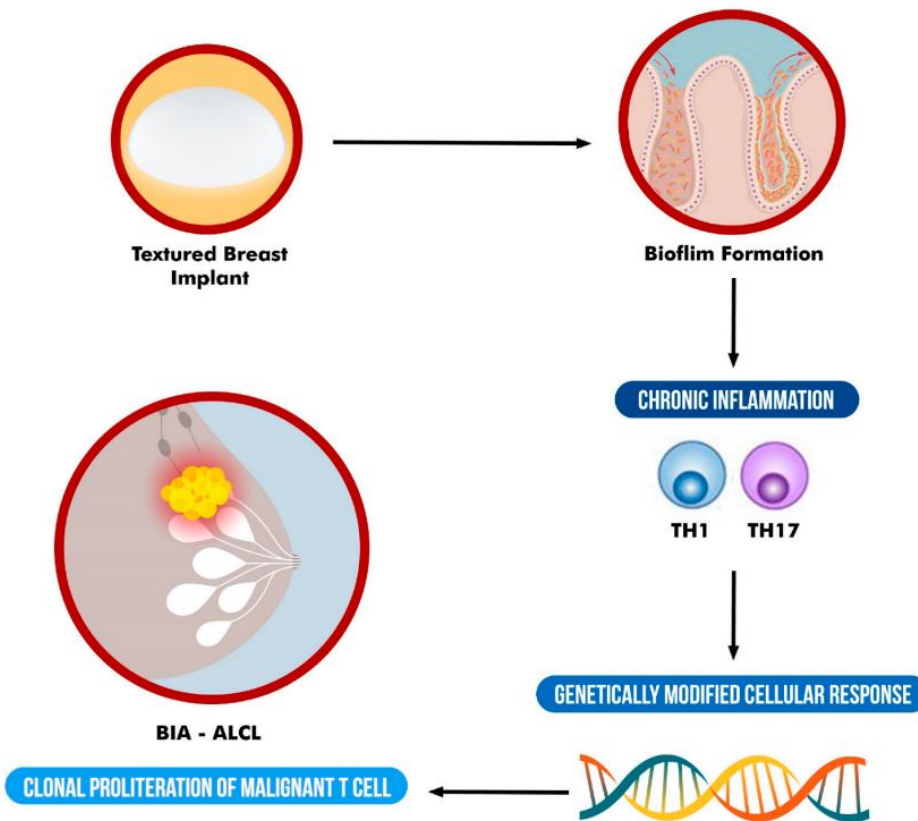 Textured Breast
Implant
Bioflim Formation
CHRONIC INFLAMMATION
TH1
TH17
GENETICALLY MODIFIED CELLULAR RESPONSE
BIA - ALCL
CLONAL PROLITERATION OF MALIGNANT T CELL